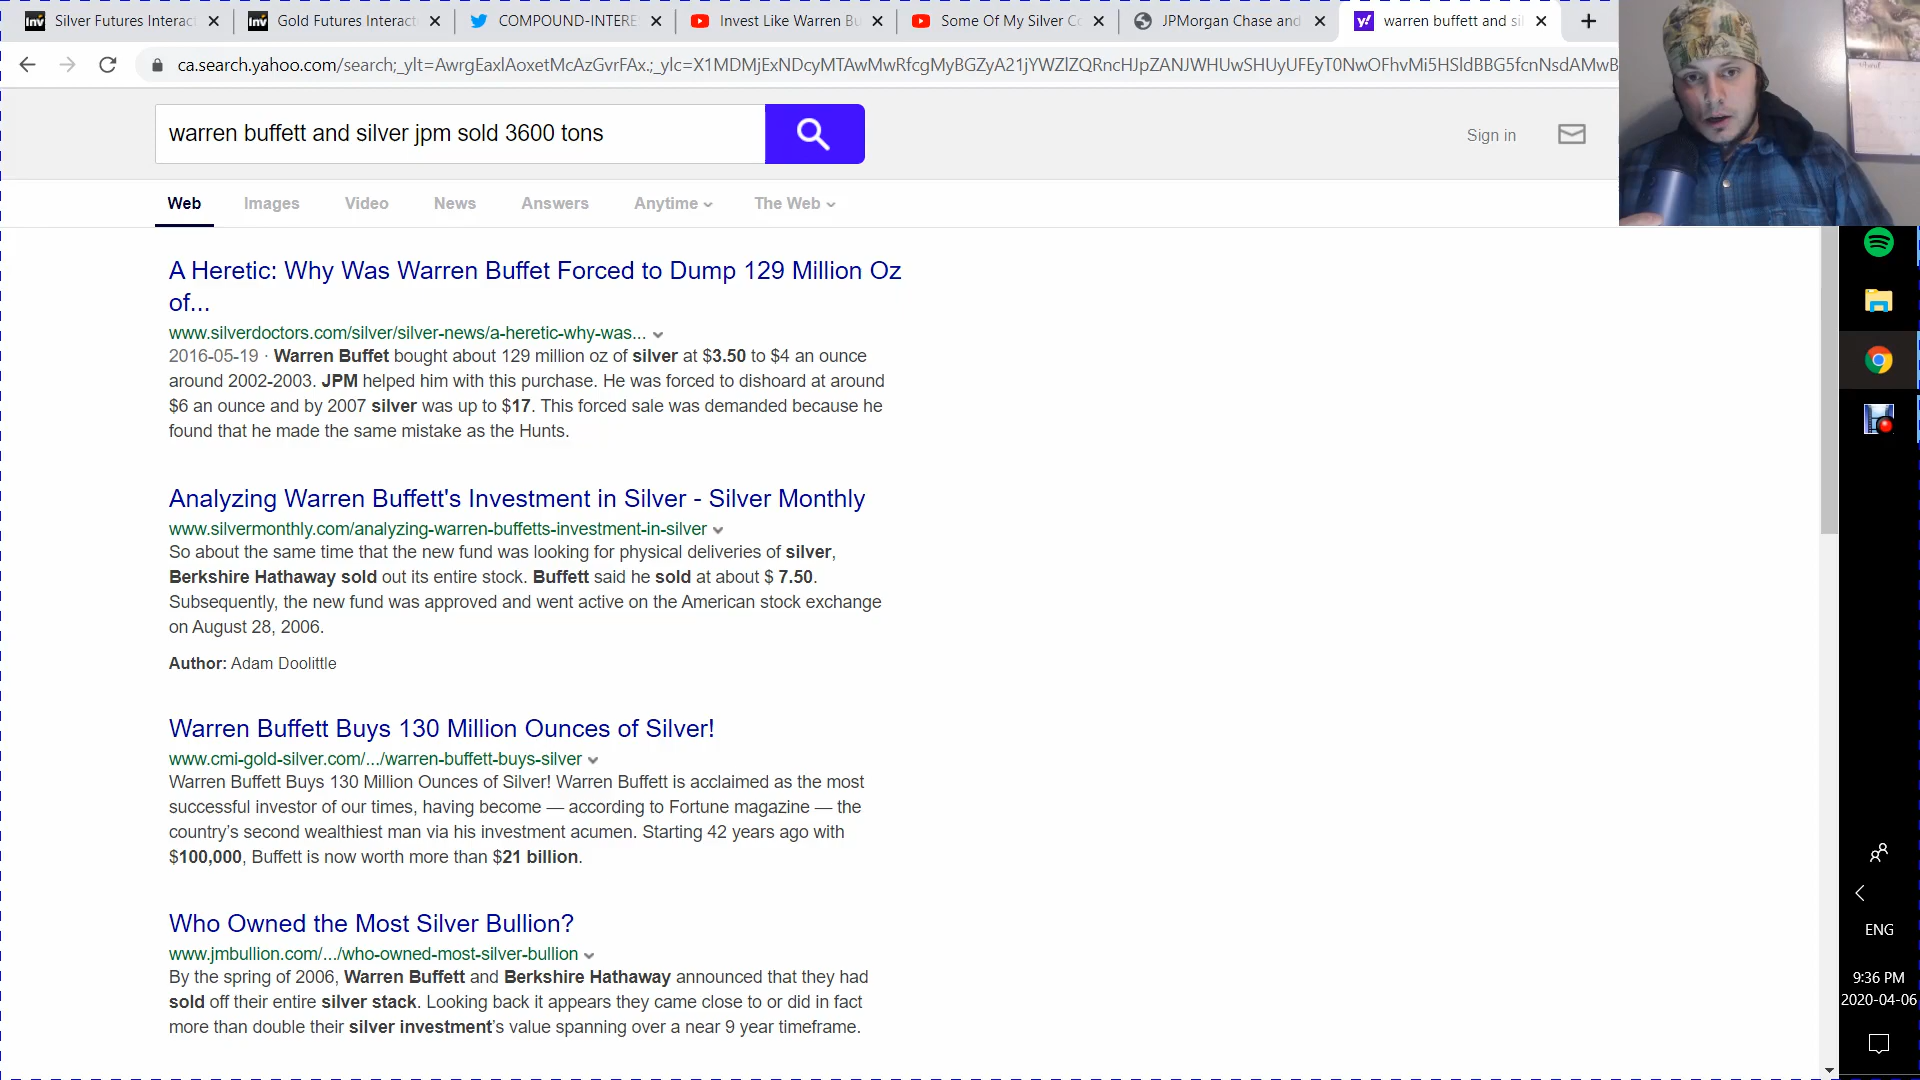 Silver Futures Interac
Gold Futures Interact
COMPOUND-INTERE
Invest Like Warren Bu
Some Of My Silver Co
JPMorgan Chase and
warren buffett and sil
ca.search.yahoo.com/search;_ylt=AwrgEaxlAoxetMcAzGvrFAx.;_ylc=X1MDMjExNDcyMTAwMwRfcgMyBGZyA21jYWZlZQRncHJpZANJWHUwSHUyUFEyT0NwOFhvMi5HSldBBG5fcnNsdAMwB
warren buffett and silver jpm sold 3600 tons
Sign in
Web Images Video News Answers Anytime The Web
A Heretic: Why Was Warren Buffet Forced to Dump 129 Million Oz
of...
www.silverdoctors.com/silver/silver-news/a-heretic-why-was...
2016-05-19 · Warren Buffet bought about 129 million oz of silver at $3.50 to $4 an ounce
around 2002-2003. JPM helped him with this purchase. He was forced to dishoard at around
$6 an ounce and by 2007 silver was up to $17. This forced sale was demanded because he
found that he made the same mistake as the Hunts.
Analyzing Warren Buffett's Investment in Silver - Silver Monthly
www.silvermonthly.com/analyzing-warren-buffetts-investment-in-silver
So about the same time that the new fund was looking for physical deliveries of silver,
Berkshire Hathaway sold out its entire stock. Buffett said he sold at about $ 7.50.
Subsequently, the new fund was approved and went active on the American stock exchange
on August 28, 2006.
Author: Adam Doolittle
Warren Buffett Buys 130 Million Ounces of Silver!
www.cmi-gold-silver.com/.../warren-buffett-buys-silver
Warren Buffett Buys 130 Million Ounces of Silver! Warren Buffett is acclaimed as the most
successful investor of our times, having become — according to Fortune magazine — the
country's second wealthiest man via his investment acumen. Starting 42 years ago with
$100,000, Buffett is now worth more than $21 billion.
Who Owned the Most Silver Bullion?
www.jmbullion.com/.../who-owned-most-silver-bullion
By the spring of 2006, Warren Buffett and Berkshire Hathaway announced that they had
sold off their entire silver stack. Looking back it appears they came close to or did in fact
more than double their silver investment's value spanning over a near 9 year timeframe.
ENG
9:36 PM
2020-04-06